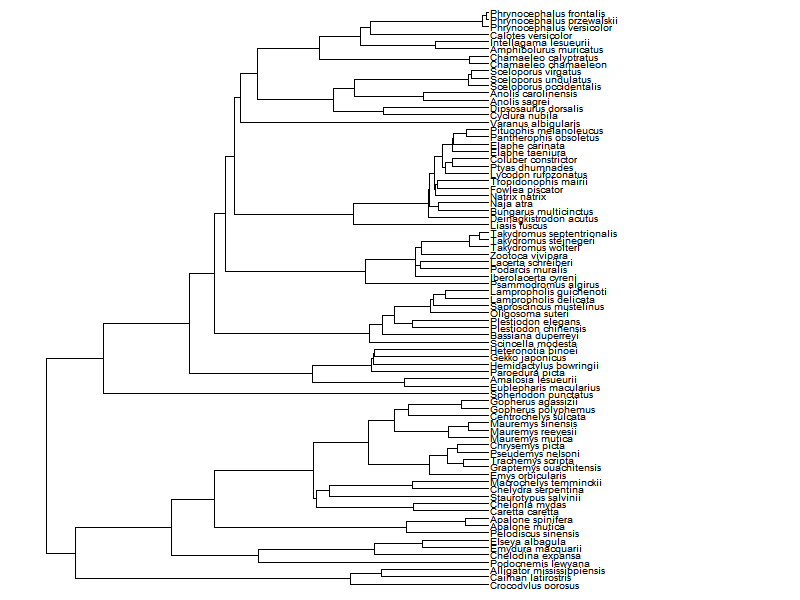 Phrynocephalus frontalis
Phrynocephalus przewalskii
Phrynocephalus versicolor
Calotes versicolor
Intellagama lesueurii
Amphibolurus muricatus
Chamaeleo calyptratus
Chamaeleo chamaeleon
Sceloporus virgatus
Sceloporus undulatus
Sceloporus occidentalis
Anolis carolinensis
Anolis sagrei
Dipsosaurus dorsalis
Cyclura nubila
Varanus albigularis
Pituophis melanoleucus
Pantherophis obsoletus
Elaphe carinata
Elaphe taeniura
Coluber constrictor
Ptyas dhumnades
Lycodon rufozonatus
Tropidonophis mairii
Fowlea piscator
Natrix natrix
Naja atra
Bungarus multicinctus
Deinagkistrodon acutus
Liasis fuscus
Takydromus septentrionalis
Takydromus stejnegeri
Takydromus wolteri
Zootoca vivipara
Lacerta schreiberi
Podarcis muralis
Iberolacerta cyreni
Psammodromus algirus
Lampropholis guichenoti
Lampropholis delicata
Saproscincus mustelinus
Oligosoma suteri
Plestiodon elegans
Plestiodon chinensis
Bassiana duperreyi
Scincella modesta
Heteronotia binoei
Gekko japonicus
Hemidactylus bowringii
Paroedura picta
Amalosia lesueurii
Eublepharis macularius
Sphenodon punctatus
Gopherus agassizii
Gopherus polyphemus
Centrochelys sulcata
Mauremys sinensis
Mauremys reevesii
Mauremys mutica
Chrysemys picta
Pseudemys nelsoni
Trachemys scripta
Graptemys ouachitensis
Emys orbicularis
Macrochelys temminckii
Chelydra serpentina
Staurotypus salvinii
Chelonia mydas
Caretta caretta
Apalone spinifera
Apalone mutica
Pelodiscus sinensis
Elseya albagula
Emydura macquarii
Chelodina expansa
Podocnemis lewyana
Alligator mississippiensis
Caiman latirostris
Crocodylus porosus